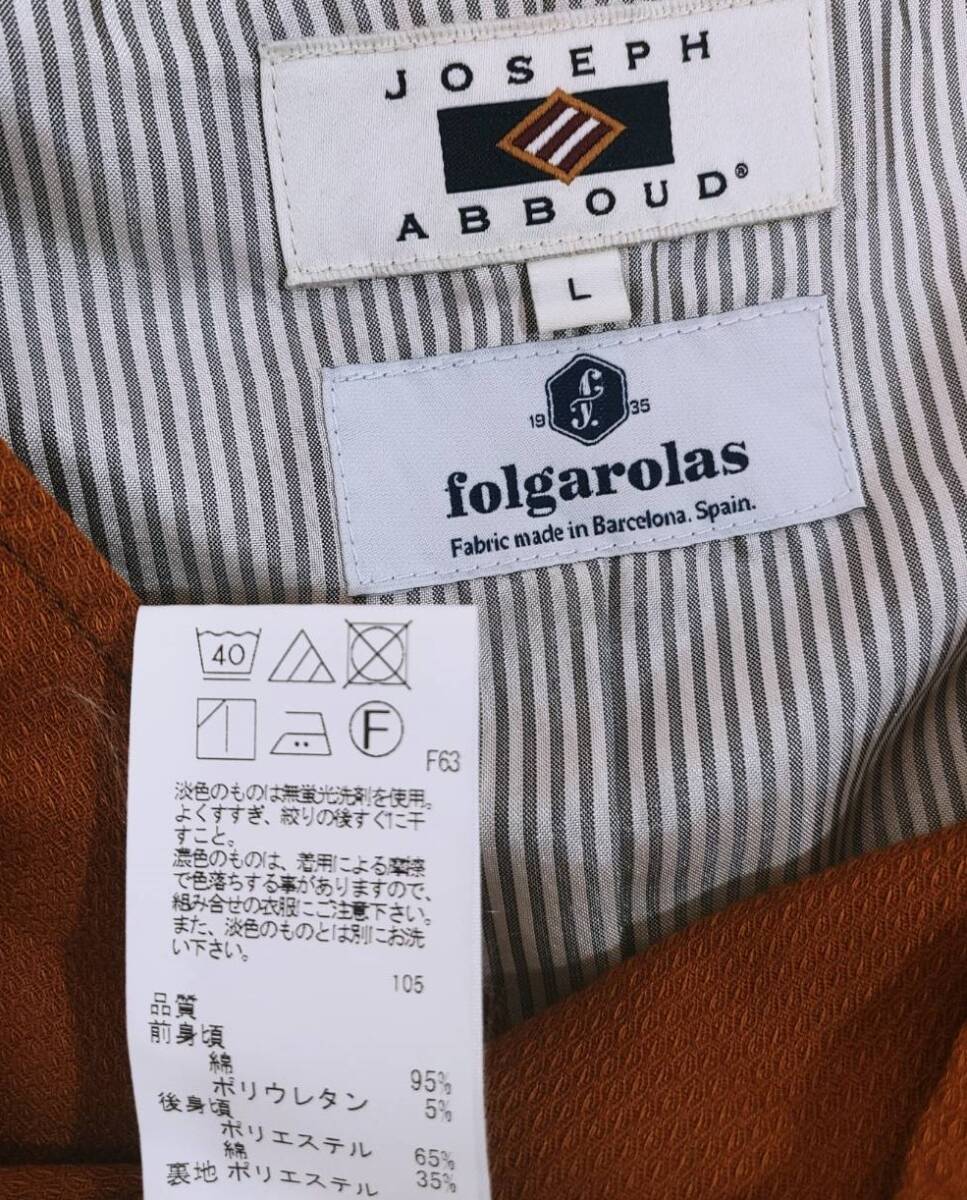 JOSEPH
ABBOUD®
L
19 fy. 35
folgarolas
Fabric made in Barcelona. Spain.
40
F
F63
淡色のものは無蛍光洗剤を使用。
よくすすぎ、絞りの後すぐに干
すこと。
濃色のものは、着用による摩擦
で色落ちする事がありますので、
組み合せの衣服にご注意下さい。
また、淡色のものとは別にお洗
い下さい。
105
品質
前身頃
綿 95%
ポリウレタン 5%
後身頃
ポリエステル 65%
綿 35%
裏地 ポリエステル